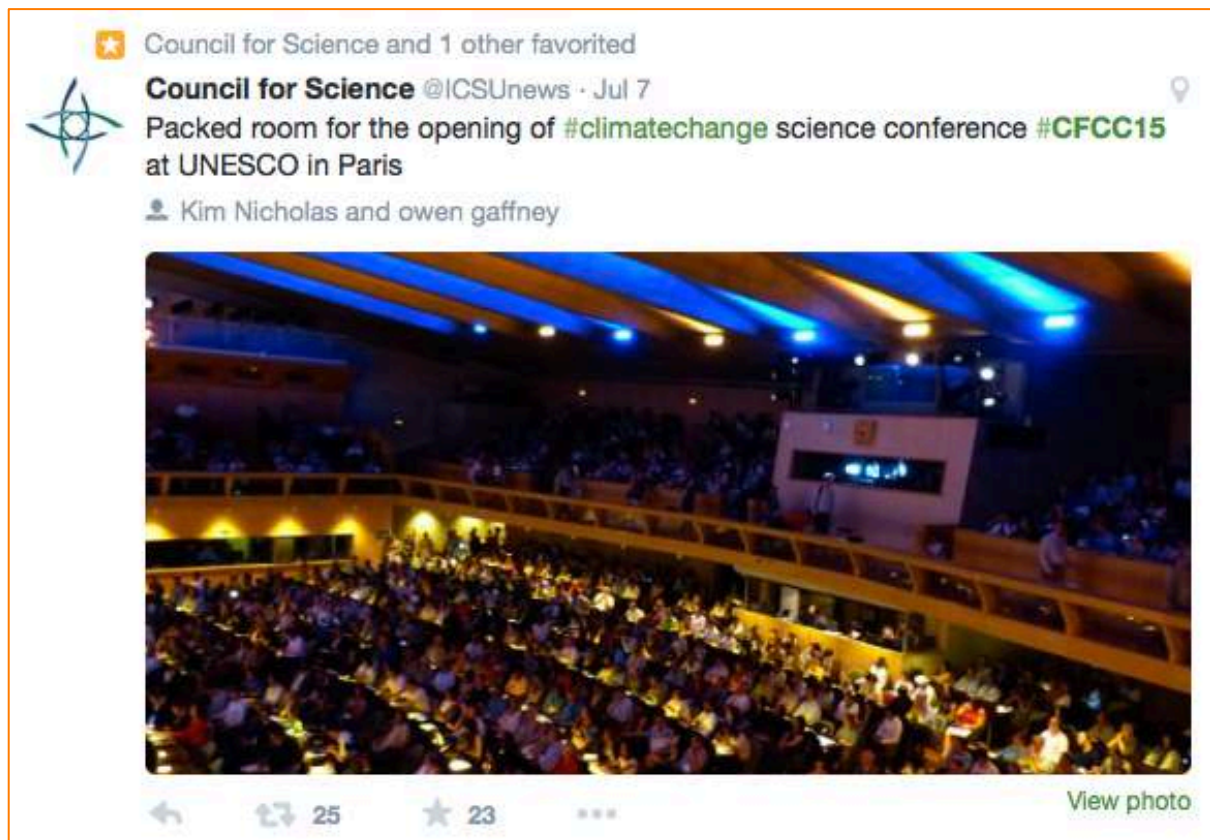 Council for Science and 1 other favorited
Council for Science @ICSUnews · Jul 7
Packed room for the opening of #climatechange science conference #CFCC15
at UNESCO in Paris
Kim Nicholas and owen gaffney
25 23
View photo